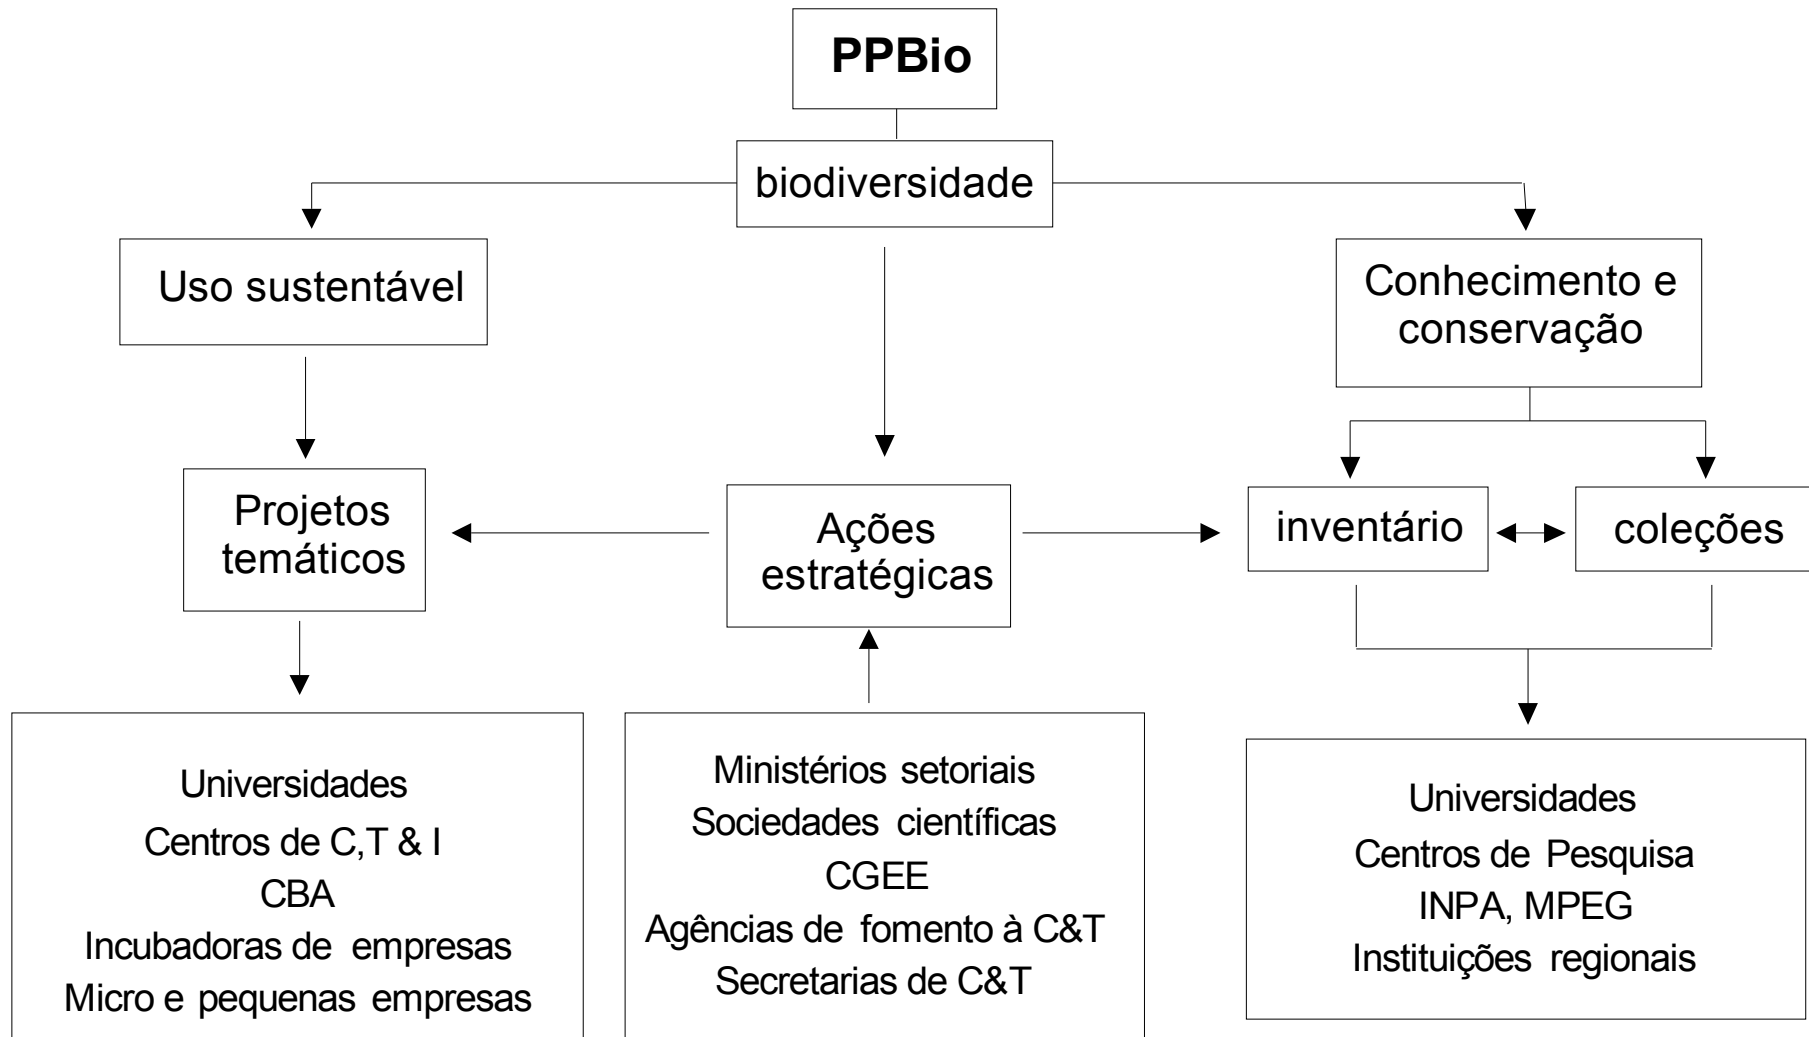 PPBio
biodiversidade
Uso sustentável
Conhecimento e
conservação
Projetos
temáticos
Ações
estratégicas
inventário
coleções
Universidades
Centros de C,T & I
CBA
Incubadoras de empresas
Micro e pequenas empresas
Ministérios setoriais
Sociedades científicas
CGEE
Agências de fomento à C&T
Secretarias de C&T
Universidades
Centros de Pesquisa
INPA, MPEG
Instituições regionais